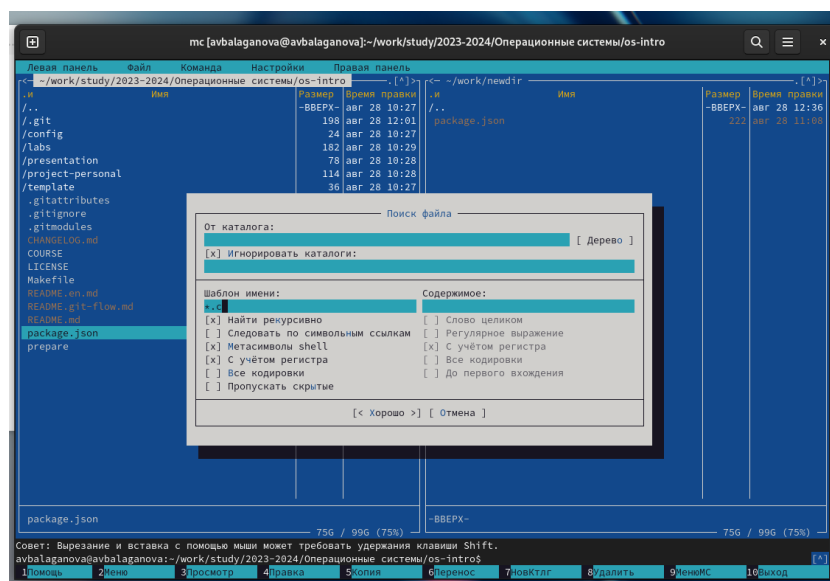 mc [avbalaganova@avbalaganova]:~/work/study/2023-2024/Операционные системы/os-intro
Левая панель Файл Команда Настройки Правая панель
<- ~/work/study/2023-2024/Операционные системы/os-intro .[^]>
.и Имя Размер Время правки
/.. -ВВЕРХ- авг 28 10:27
/.git 198 авг 28 12:01
/config 24 авг 28 10:27
/labs 182 авг 28 10:29
/presentation 78 авг 28 10:28
/project-personal 114 авг 28 10:28
/template 36 авг 28 10:27
.gitattributes
.gitignore
.gitmodules
CHANGELOG.md
COURSE
LICENSE
Makefile
README.en.md
README.git-flow.md
README.md
package.json
prepare
package.json
75G / 99G (75%)
<- ~/work/newdir .[^]>
.и Имя Размер Время правки
/.. -ВВЕРХ- авг 28 12:36
package.json 222 авг 28 11:08
-ВВЕРХ-
75G / 99G (75%)
Поиск файла
От каталога:
[ Дерево ]
[x] Игнорировать каталоги:
Шаблон имени:
*.c
[x] Найти рекурсивно
[ ] Следовать по символьным ссылкам
[x] Метасимволы shell
[x] С учётом регистра
[ ] Все кодировки
[ ] Пропускать скрытые
Содержимое:
[ ] Слово целиком
[ ] Регулярное выражение
[x] С учётом регистра
[ ] Все кодировки
[ ] До первого вхождения
[< Хорошо >] [ Отмена ]
Совет: Вырезание и вставка с помощью мыши может требовать удержания клавиши Shift.
avbalaganova@avbalaganova:~/work/study/2023-2024/Операционные системы/os-intro$ [^]
1Помощь 2Меню 3Просмотр 4Правка 5Копия 6Перенос 7НовКтлг 8Удалить 9МенюМС 10Выход